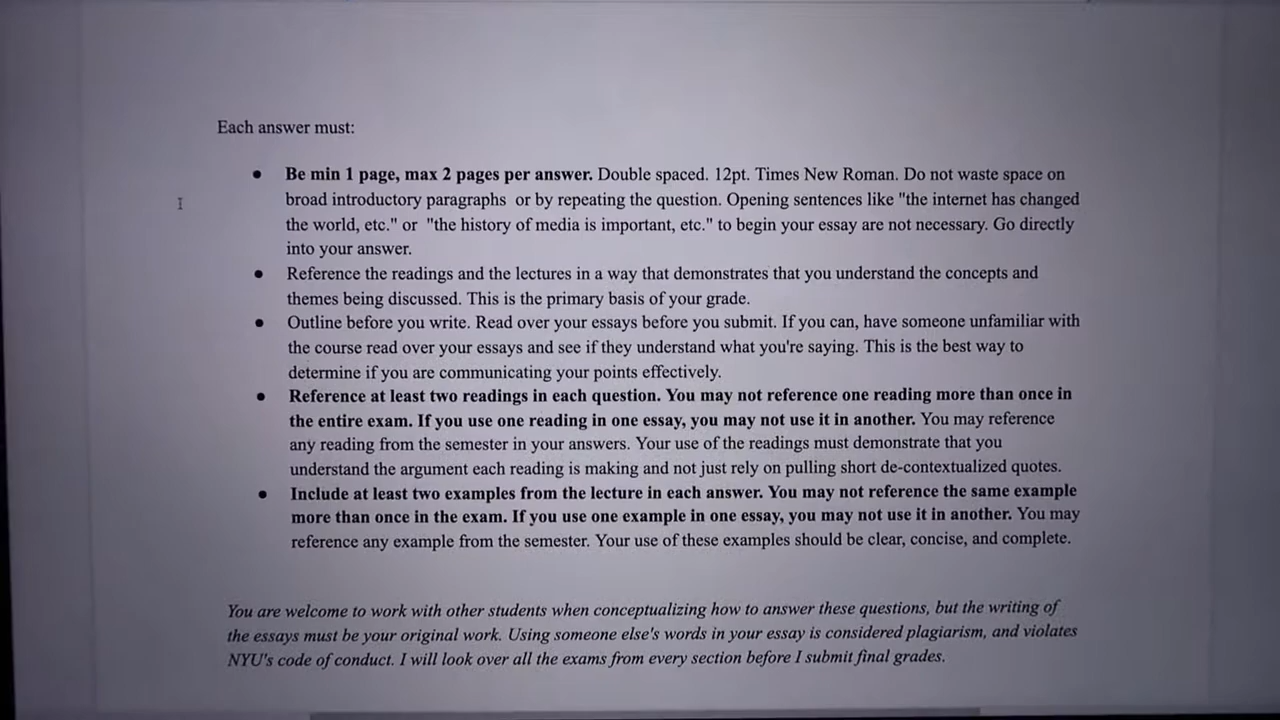 Each answer must:
● Be min 1 page, max 2 pages per answer. Double spaced. 12pt. Times New Roman. Do not waste space on
broad introductory paragraphs  or by repeating the question. Opening sentences like "the internet has changed
the world, etc." or  "the history of media is important, etc." to begin your essay are not necessary. Go directly
into your answer.
● Reference the readings and the lectures in a way that demonstrates that you understand the concepts and
themes being discussed. This is the primary basis of your grade.
● Outline before you write. Read over your essays before you submit. If you can, have someone unfamiliar with
the course read over your essays and see if they understand what you're saying. This is the best way to
determine if you are communicating your points effectively.
● Reference at least two readings in each question. You may not reference one reading more than once in
the entire exam. If you use one reading in one essay, you may not use it in another. You may reference
any reading from the semester in your answers. Your use of the readings must demonstrate that you
understand the argument each reading is making and not just rely on pulling short de-contextualized quotes.
● Include at least two examples from the lecture in each answer. You may not reference the same example
more than once in the exam. If you use one example in one essay, you may not use it in another. You may
reference any example from the semester. Your use of these examples should be clear, concise, and complete.
You are welcome to work with other students when conceptualizing how to answer these questions, but the writing of
the essays must be your original work. Using someone else's words in your essay is considered plagiarism, and violates
NYU's code of conduct. I will look over all the exams from every section before I submit final grades.